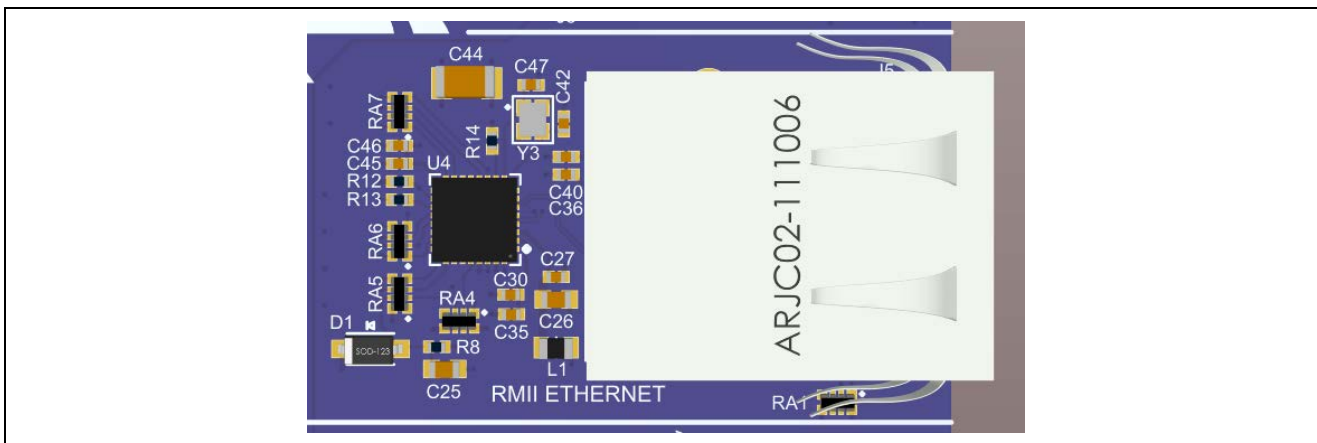 C44
C47
C42
J5
RA7
R14
Y3
C46
C45
R12
R13
U4
C40
C36
ARJC02-111006
RA6
RA5
C27
C30
RA4
C35
C26
D1
SOD-123
R8
C25
L1
RMII ETHERNET
RA1